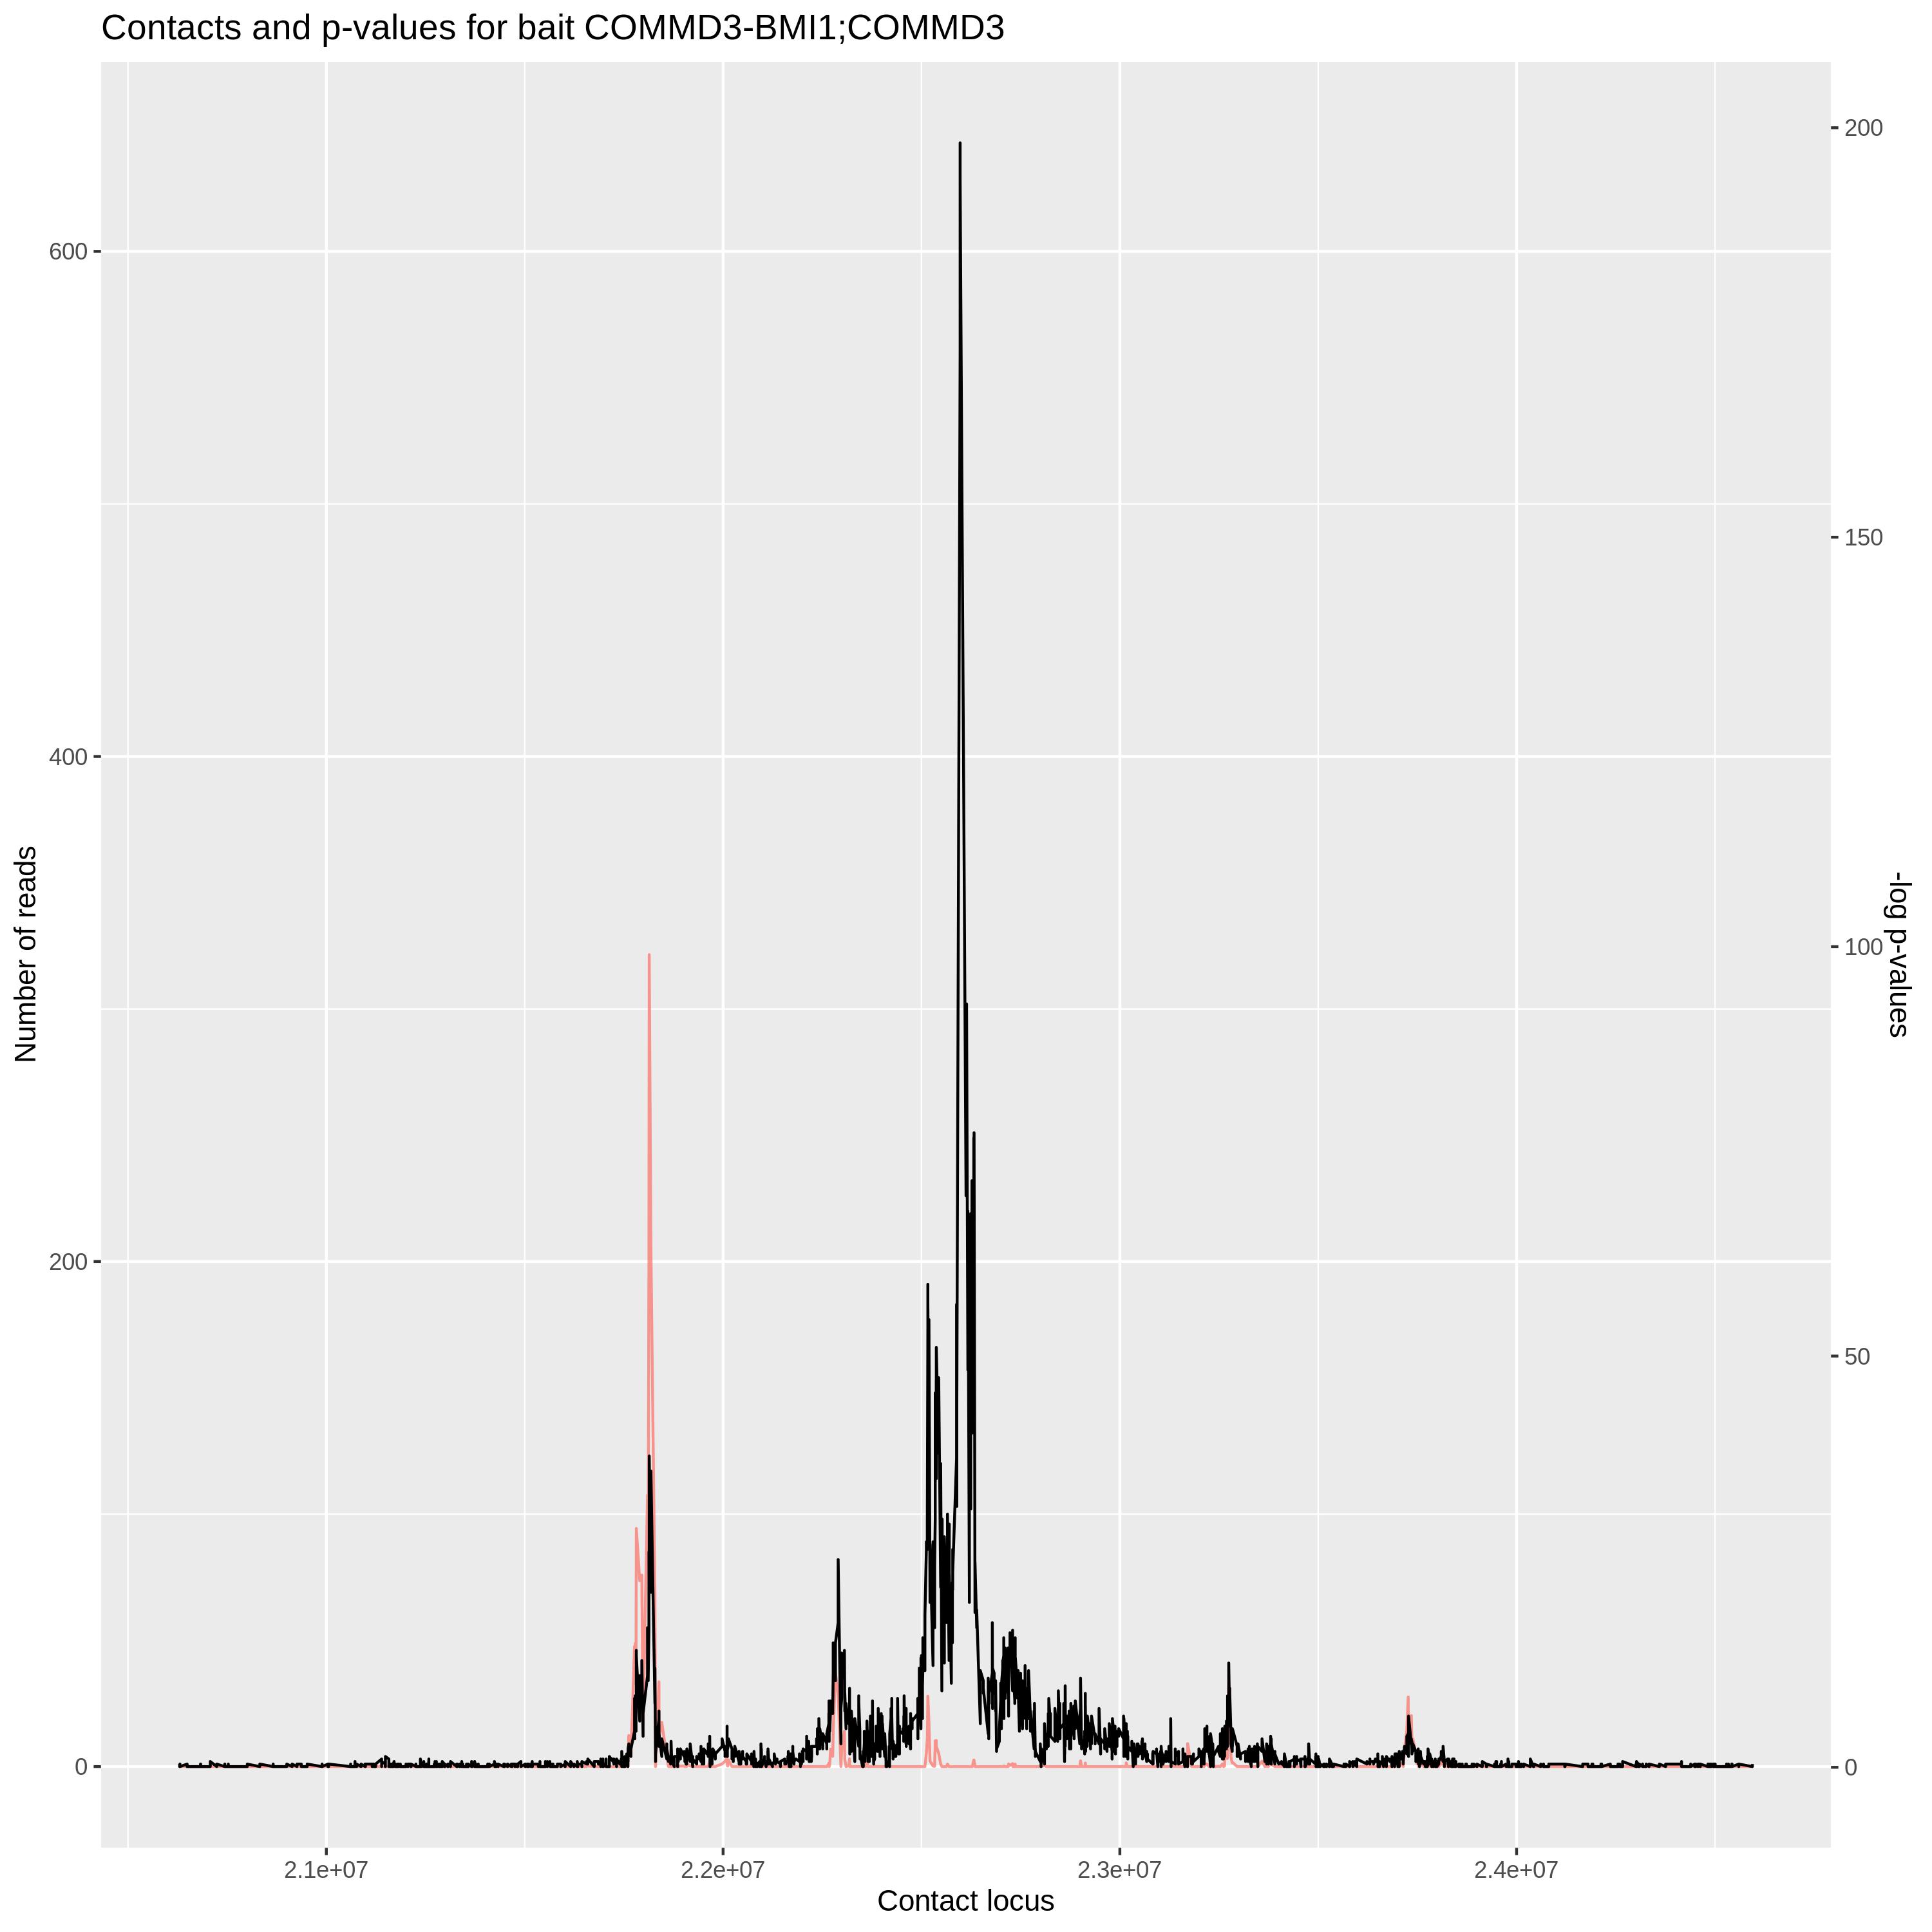 Contacts and p-values for bait COMMD3-BMI1;COMMD3
600
400
200
0
Number of reads
200
150
100
50
0
-log p-values
2.1e+07
2.2e+07
2.3e+07
2.4e+07
Contact locus